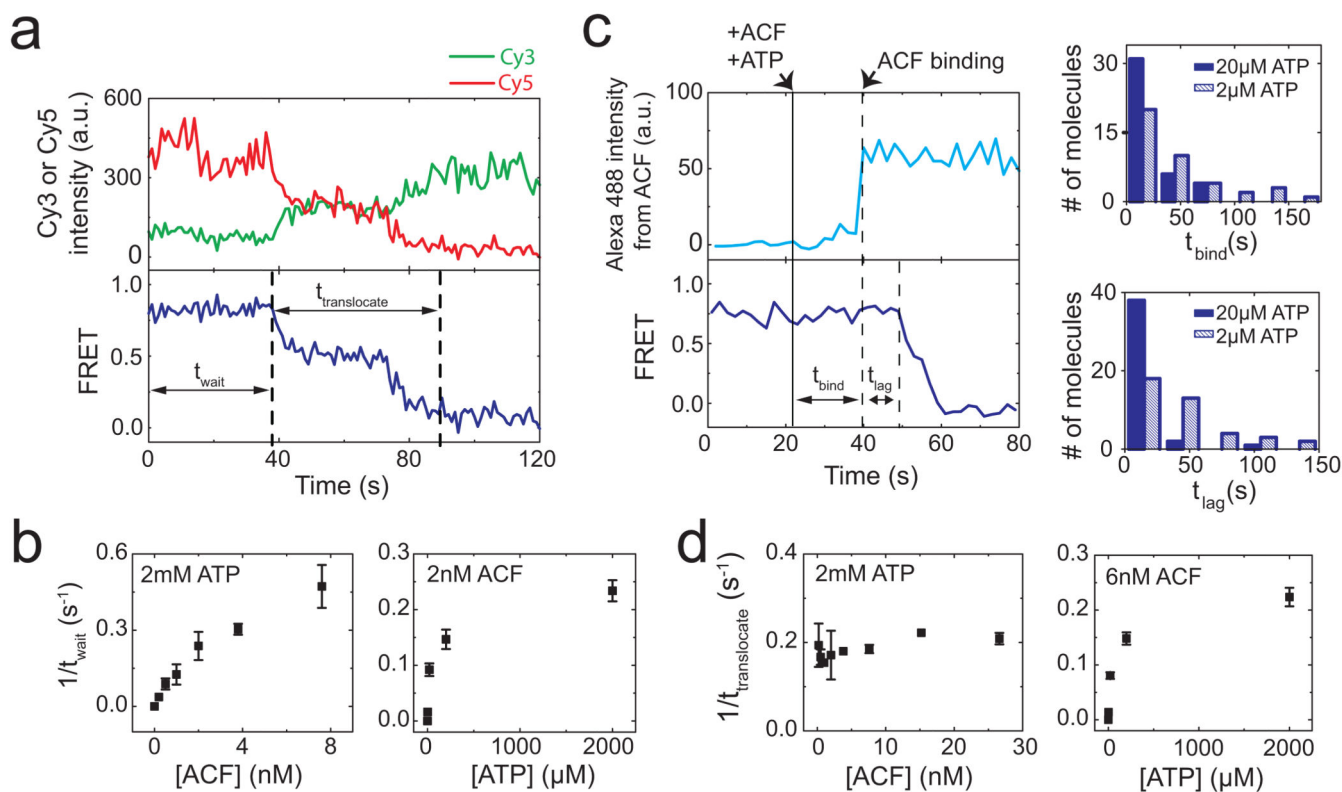 a
Cy3
Cy5
Cy3 or Cy5
intensity (a.u.)
600
300
0
FRET
1.0
0.5
0.0
t_translocate
t_wait
0 40 80 120
Time (s)
c
+ACF
+ATP
ACF binding
Alexa 488 intensity
from ACF (a.u.)
100
50
0
FRET
1.0
0.5
0.0
t_bind
t_lag
0 20 40 60 80
Time (s)
# of molecules
30
15
0
20µM ATP
2µM ATP
0 50 100 150
t_bind(s)
# of molecules
40
20
0
20µM ATP
2µM ATP
0 50 100 150
t_lag(s)
b
1/t_wait (s⁻¹)
0.6
0.3
0.0
2mM ATP
0 4 8
[ACF] (nM)
0.3
0.2
0.1
0.0
2nM ACF
0 1000 2000
[ATP] (µM)
d
1/t_translocate (s⁻¹)
0.4
0.2
0.0
2mM ATP
0 10 20 30
[ACF] (nM)
0.3
0.2
0.1
0.0
6nM ACF
0 1000 2000
[ATP] (µM)